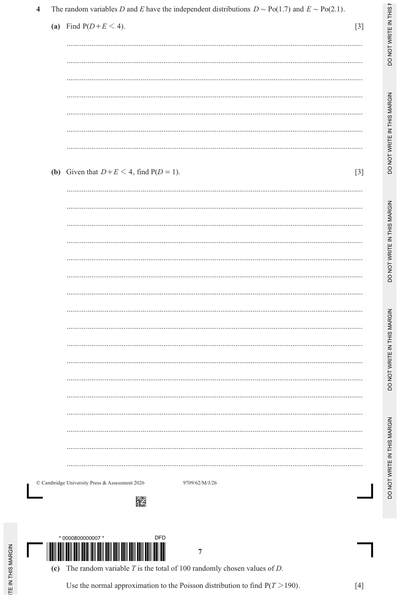 4 The random variables D and E have the independent distributions D ~ Po(1.7) and E ~ Po(2.1).
(a) Find P(D + E < 4). [3]
(b) Given that D + E < 4, find P(D = 1). [3]
© Cambridge University Press & Assessment 2026 9709/62/M/J/26
* 0000800000007 * DFD
7
(c) The random variable T is the total of 100 randomly chosen values of D.
Use the normal approximation to the Poisson distribution to find P(T > 190). [4]
DO NOT WRITE IN THIS
DO NOT WRITE IN THIS MARGIN
DO NOT WRITE IN THIS MARGIN
DO NOT WRITE IN THIS MARGIN
DO NOT WRITE IN THIS MARGIN
IN THIS MARGIN